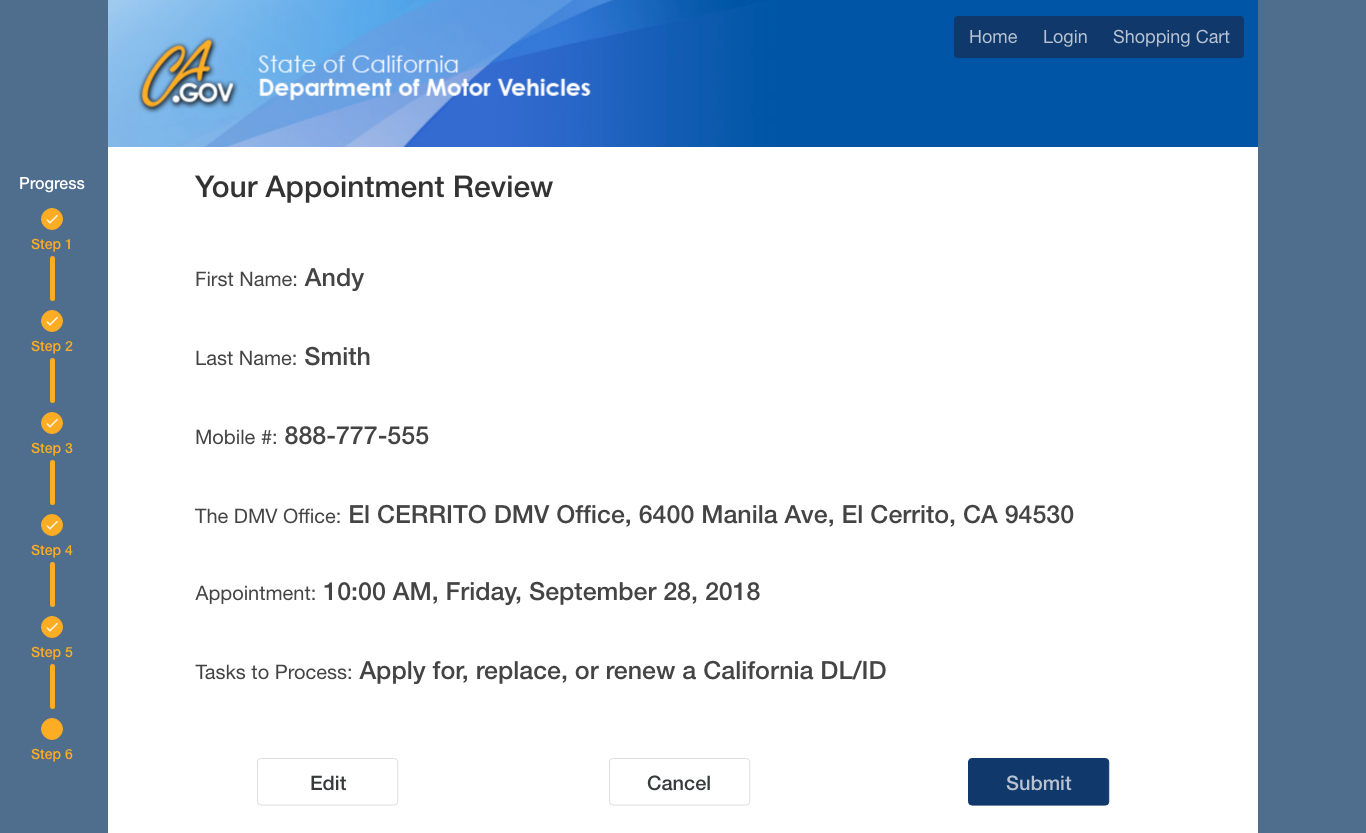 Home Login Shopping Cart
CA.GOV
State of California
Department of Motor Vehicles
Progress
Step 1
Step 2
Step 3
Step 4
Step 5
Step 6
Your Appointment Review
First Name: Andy
Last Name: Smith
Mobile #: 888-777-555
The DMV Office: El CERRITO DMV Office, 6400 Manila Ave, El Cerrito, CA 94530
Appointment: 10:00 AM, Friday, September 28, 2018
Tasks to Process: Apply for, replace, or renew a California DL/ID
Edit Cancel Submit